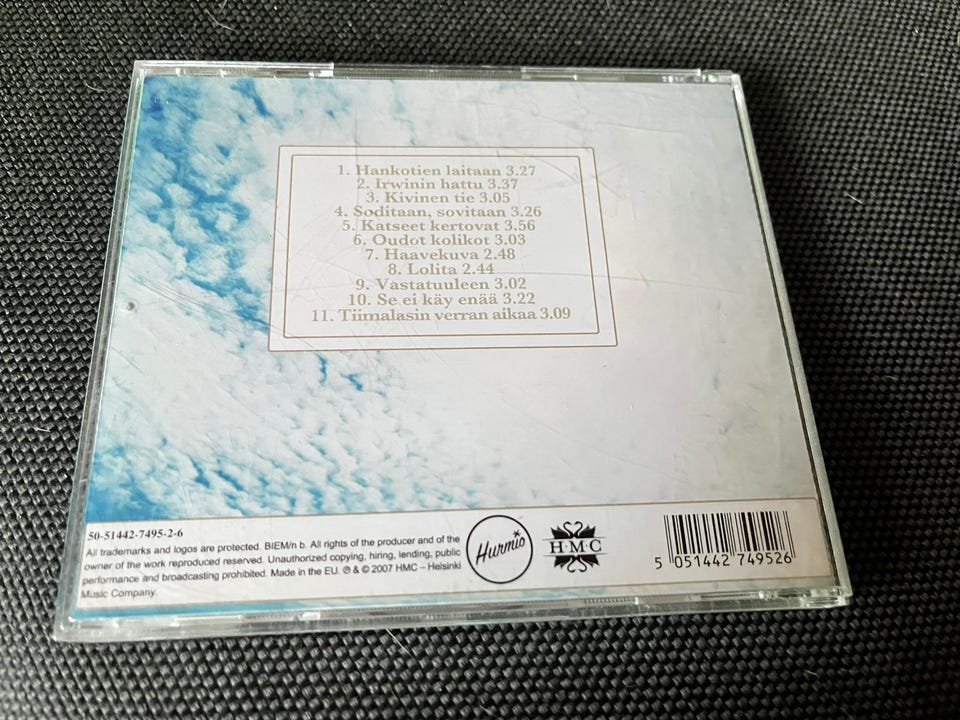 1. Hankotien laitaan 3.27
2. Irwinin hattu 3.37
3. Kivinen tie 3.05
4. Soditaan, sovitaan 3.26
5. Katseet kertovat 3.56
6. Oudot kolikot 3.03
7. Haavekuva 2.48
8. Lolita 2.44
9. Vastatuuleen 3.02
10. Se ei käy enää 3.22
11. Tiimalasin verran aikaa 3.09
50-51442-7495-2-6
All trademarks and logos are protected. BIEM/n b. All rights of the producer and of the
owner of the work reproduced reserved. Unauthorized copying, hiring, lending, public
performance and broadcasting prohibited. Made in the EU. ℗ & © 2007 HMC – Helsinki
Music Company.
Hurmio
H·M·C
5 051442 749526